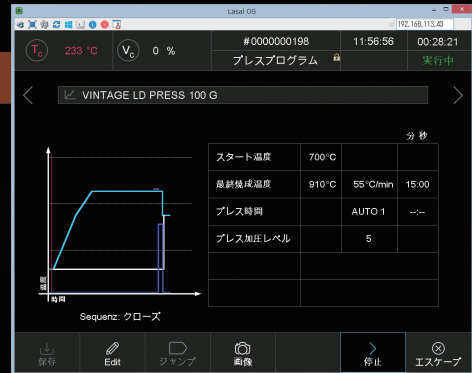 Lasal OS
192.168.113.43
Tc 233 °C Vc 0 % #0000000198 11:56:56 00:28:21
プレスプログラム 実行中
VINTAGE LD PRESS 100 G
分 秒
スタート温度 700°C
最終焼成温度 910°C 55°C/min 15:00
プレス時間 AUTO 1 --:--
プレス加圧レベル 5
温度
時間
Sequenz: クローズ
保存 Edit ジャンプ 画像 停止 エスケープ